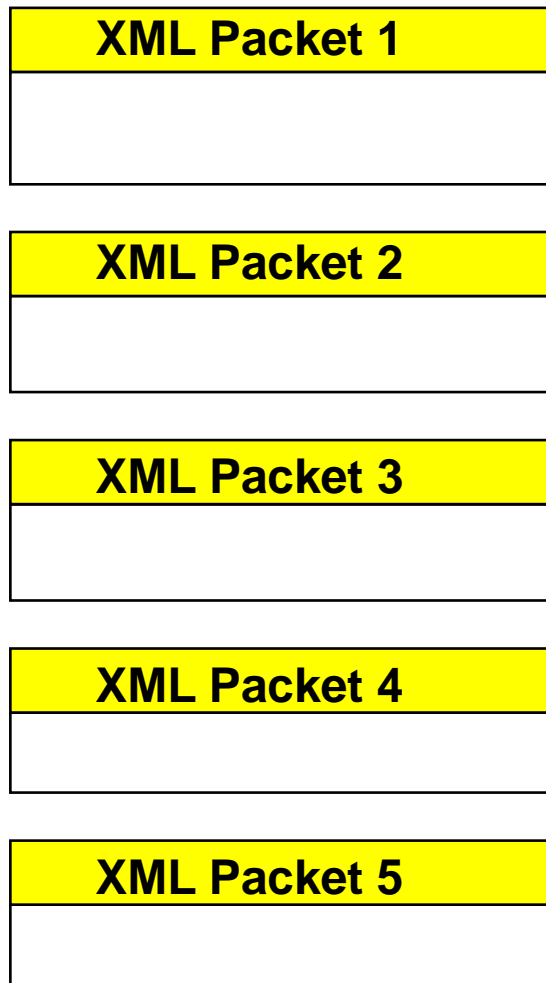 XML Packet 1
XML Packet 2
XML Packet 3
XML Packet 4
XML Packet 5